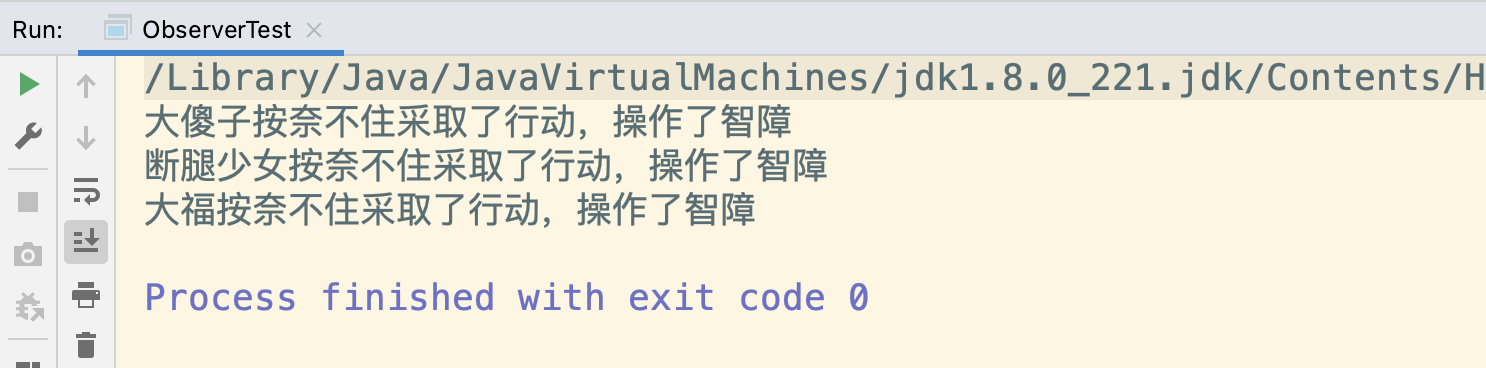 Run: ObserverTest
/Library/Java/JavaVirtualMachines/jdk1.8.0_221.jdk/Contents/H
大傻子按奈不住采取了行动，操作了智障
断腿少女按奈不住采取了行动，操作了智障
大福按奈不住采取了行动，操作了智障
Process finished with exit code 0